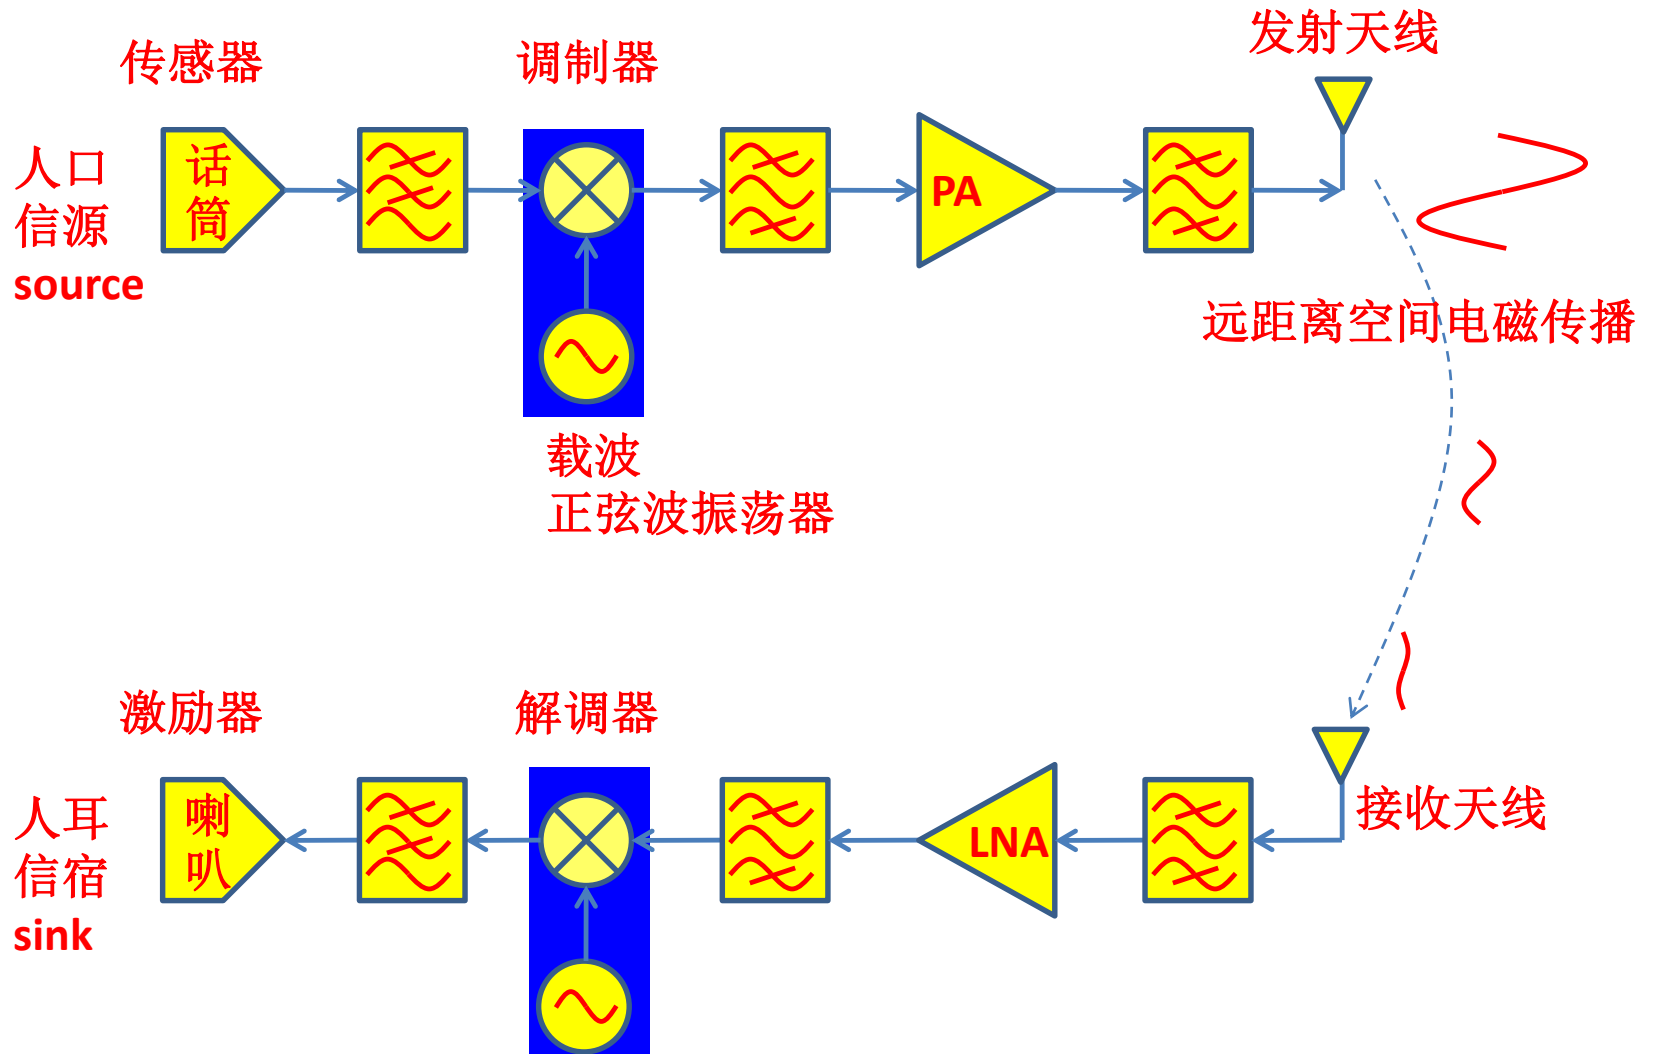 传感器
调制器
发射天线
人口
信源
source
话
筒
PA
远距离空间电磁传播
载波
正弦波振荡器
激励器
解调器
人耳
信宿
sink
喇
叭
LNA
接收天线